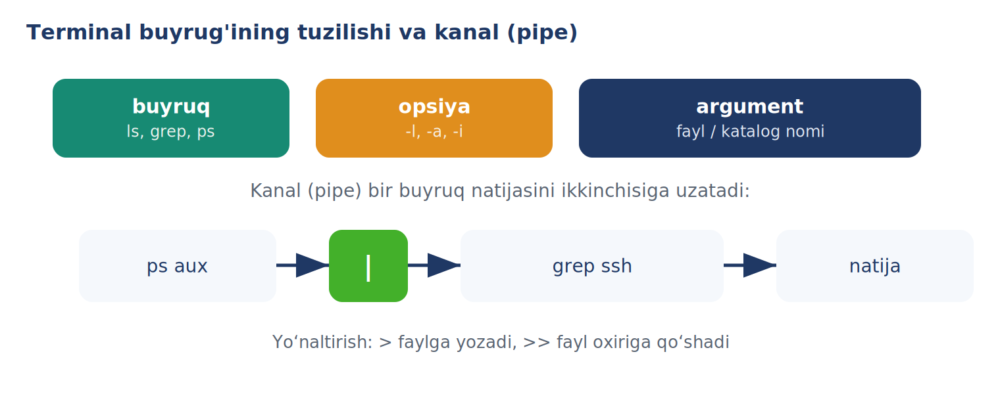 Terminal buyrug'ining tuzilishi va kanal (pipe)
buyruq
ls, grep, ps
opsiya
-l, -a, -i
argument
fayl / katalog nomi
Kanal (pipe) bir buyruq natijasini ikkinchisiga uzatadi:
ps aux
|
grep ssh
natija
Yo‘naltirish: > faylga yozadi, >> fayl oxiriga qo‘shadi